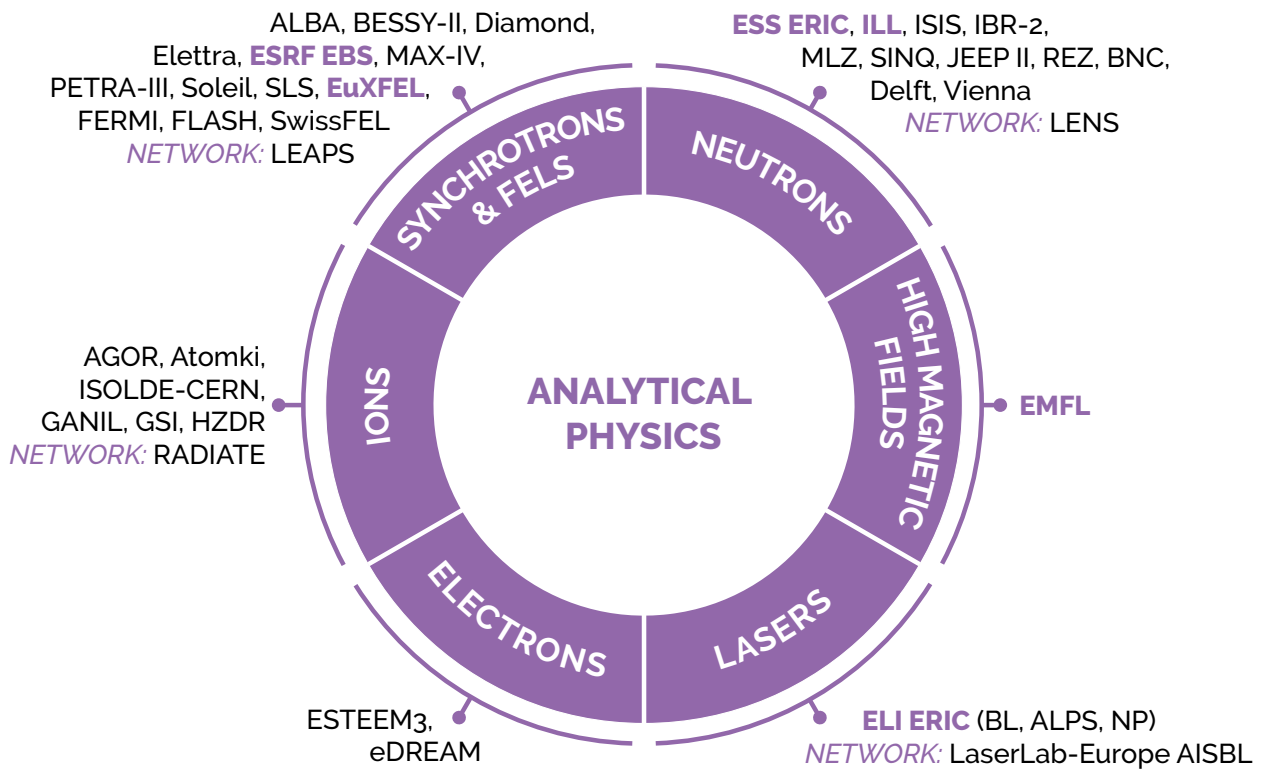 ALBA, BESSY-II, Diamond,
Elettra, ESRF EBS, MAX-IV,
PETRA-III, Soleil, SLS, EuXFEL,
FERMI, FLASH, SwissFEL
NETWORK: LEAPS
ESS ERIC, ILL, ISIS, IBR-2,
MLZ, SINQ, JEEP II, REZ, BNC,
Delft, Vienna
NETWORK: LENS
SYNCHROTRONS
& FELS
NEUTRONS
HIGH MAGNETIC
FIELDS
EMFL
AGOR, Atomki,
ISOLDE-CERN,
GANIL, GSI, HZDR
NETWORK: RADIATE
IONS
ANALYTICAL
PHYSICS
ELECTRONS
LASERS
ESTEEM3,
eDREAM
ELI ERIC (BL, ALPS, NP)
NETWORK: LaserLab-Europe AISBL